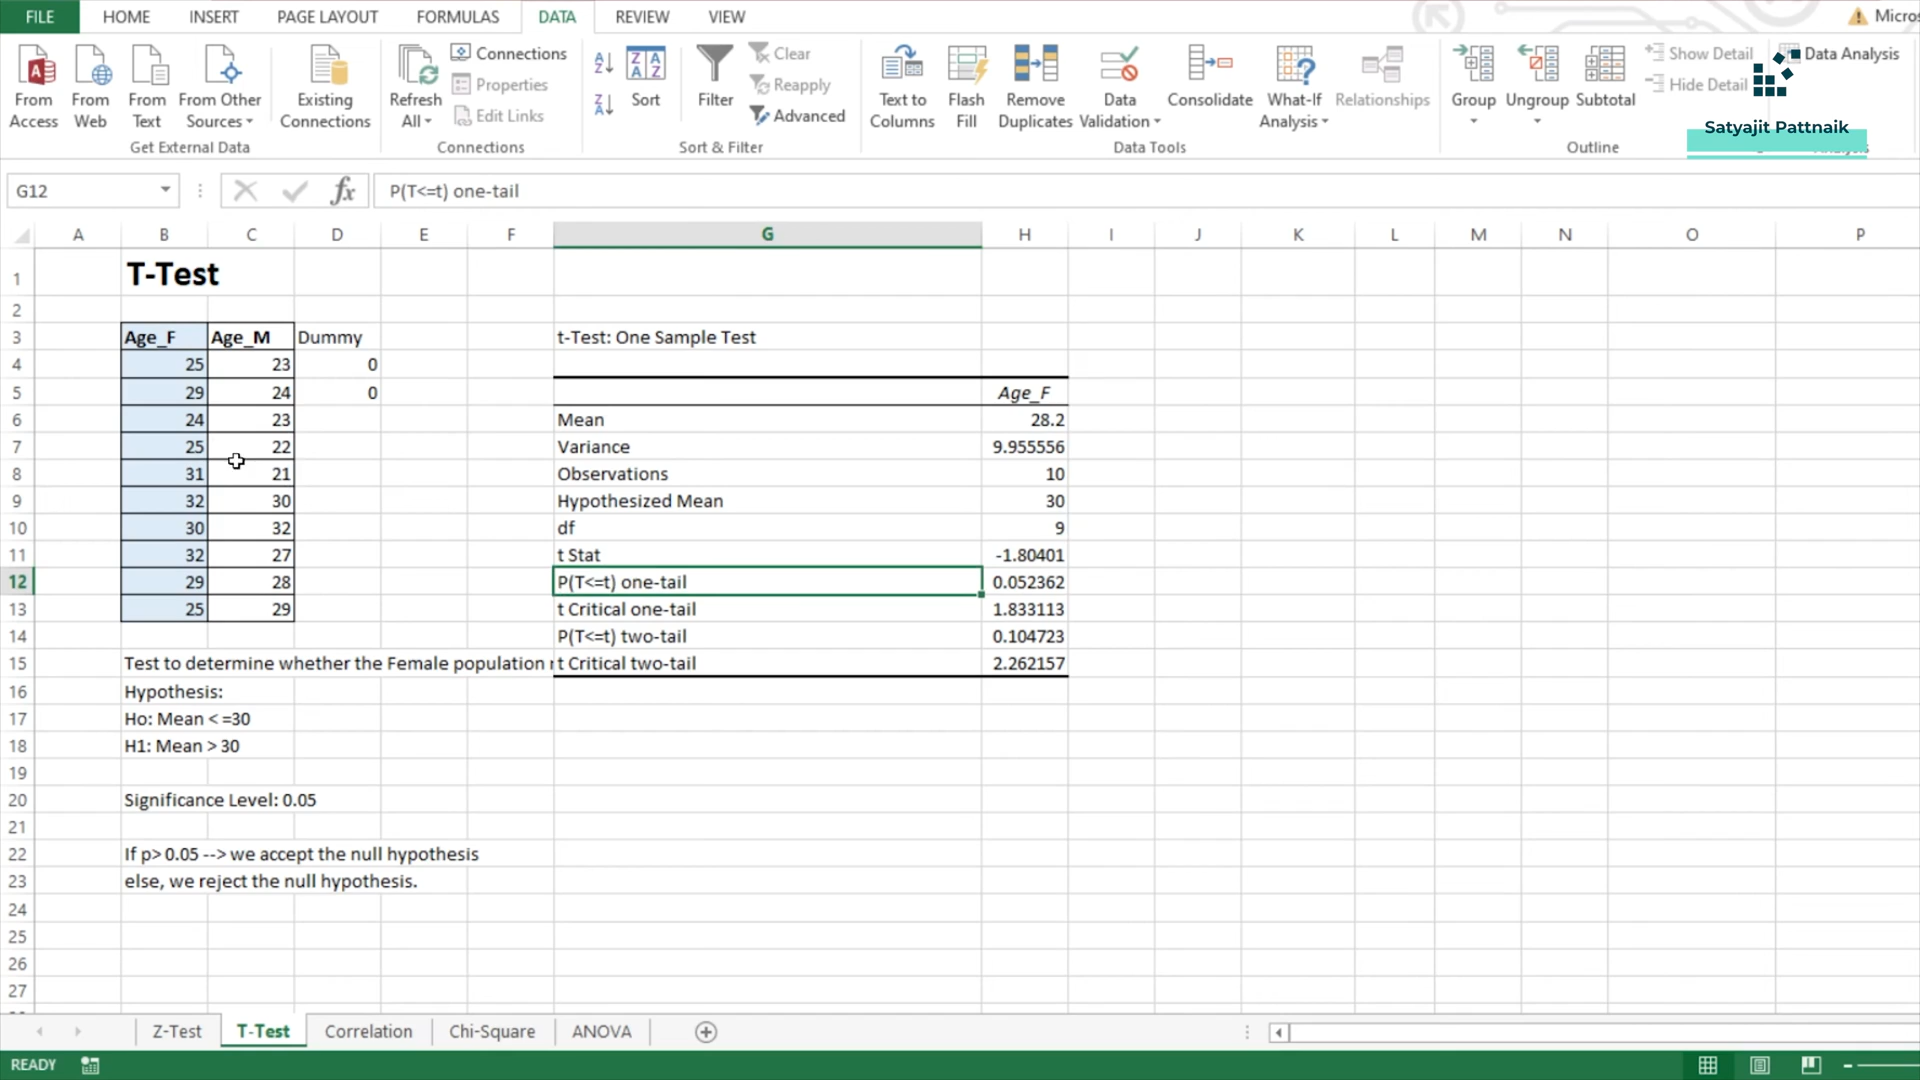 FILE HOME INSERT PAGE LAYOUT FORMULAS DATA REVIEW VIEW
From Access
From Web
From Text
From Other Sources
Get External Data
Existing Connections
Refresh All
Connections
Properties
Edit Links
Connections
Sort
Filter
Clear
Reapply
Advanced
Sort & Filter
Text to Columns
Flash Fill
Remove Duplicates
Data Validation
Consolidate
What-If Analysis
Relationships
Data Tools
Group
Ungroup
Subtotal
Show Detail
Hide Detail
Outline
Data Analysis
Satyajit Pattnaik
G12 fx P(T<=t) one-tail
A B C D E F G H I J K L M N O P
1 T-Test
2
3 Age_F Age_M Dummy t-Test: One Sample Test
4 25 23 0
5 29 24 0 Age_F
6 24 23 Mean 28.2
7 25 22 Variance 9.955556
8 31 21 Observations 10
9 32 30 Hypothesized Mean 30
10 30 32 df 9
11 32 27 t Stat -1.80401
12 29 28 P(T<=t) one-tail 0.052362
13 25 29 t Critical one-tail 1.833113
14 P(T<=t) two-tail 0.104723
15 Test to determine whether the Female population t Critical two-tail 2.262157
16 Hypothesis:
17 Ho: Mean < =30
18 H1: Mean > 30
19
20 Significance Level: 0.05
21
22 If p> 0.05 --> we accept the null hypothesis
23 else, we reject the null hypothesis.
24
25
26
27
Z-Test T-Test Correlation Chi-Square ANOVA
READY